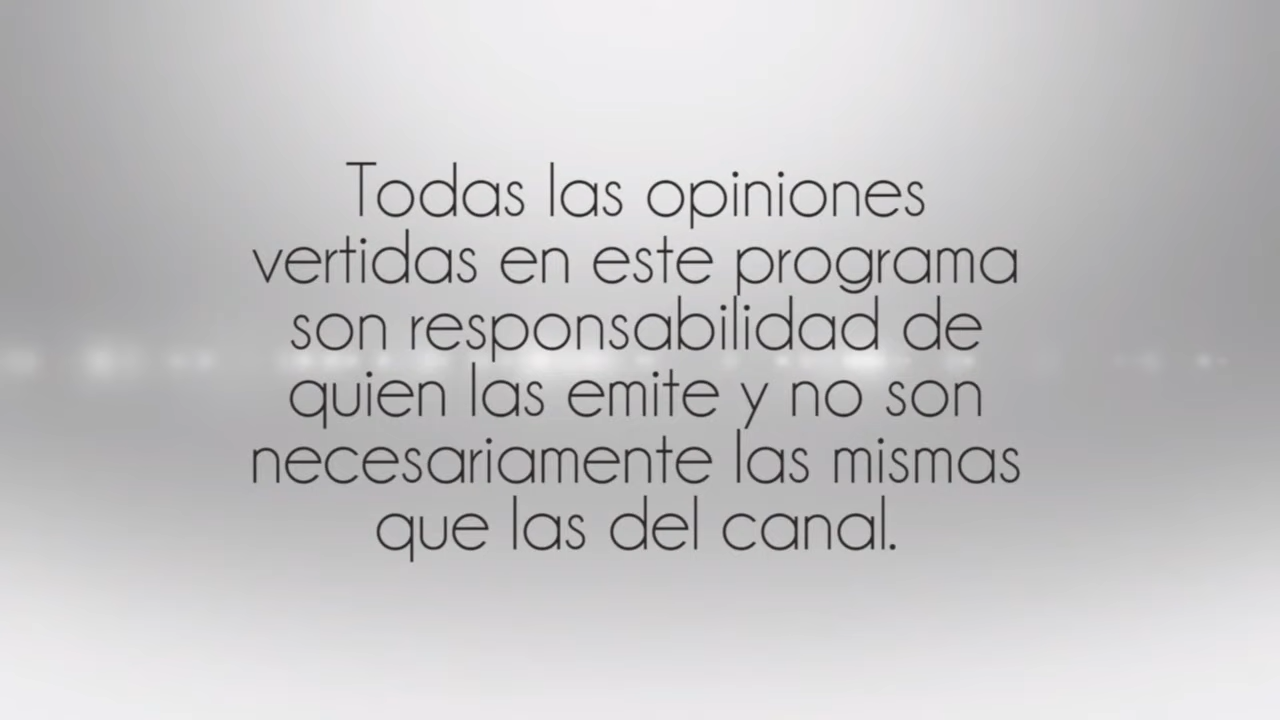 Todas las opiniones
vertidas en este programa
son responsabilidad de
quien las emite y no son
necesariamente las mismas
que las del canal.